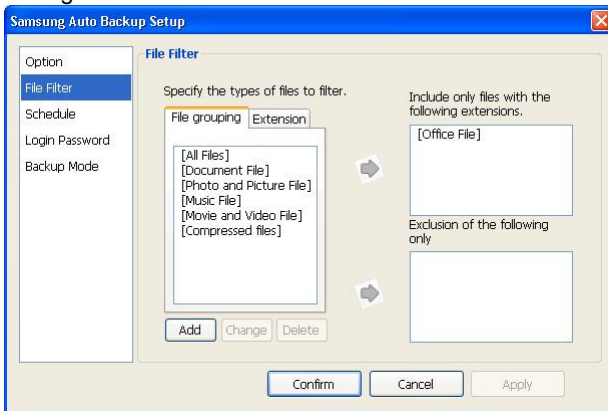 Samsung Auto Backup Setup
Option
File Filter
Schedule
Login Password
Backup Mode
File Filter
Specify the types of files to filter.
File grouping
Extension
[All Files]
[Document File]
[Photo and Picture File]
[Music File]
[Movie and Video File]
[Compressed files]
Add
Change
Delete
Include only files with the
following extensions.
[Office File]
Exclusion of the following
only
Confirm
Cancel
Apply